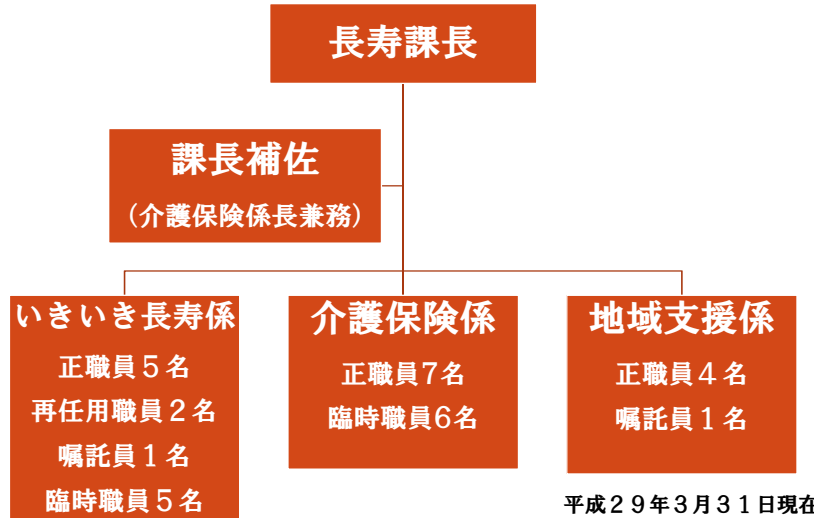 長寿課長
課長補佐
（介護保険係長兼務）
いきいき長寿係
正職員５名
再任用職員２名
嘱託員１名
臨時職員５名
介護保険係
正職員7名
臨時職員6名
地域支援係
正職員４名
嘱託員１名
平成２９年３月３１日現在